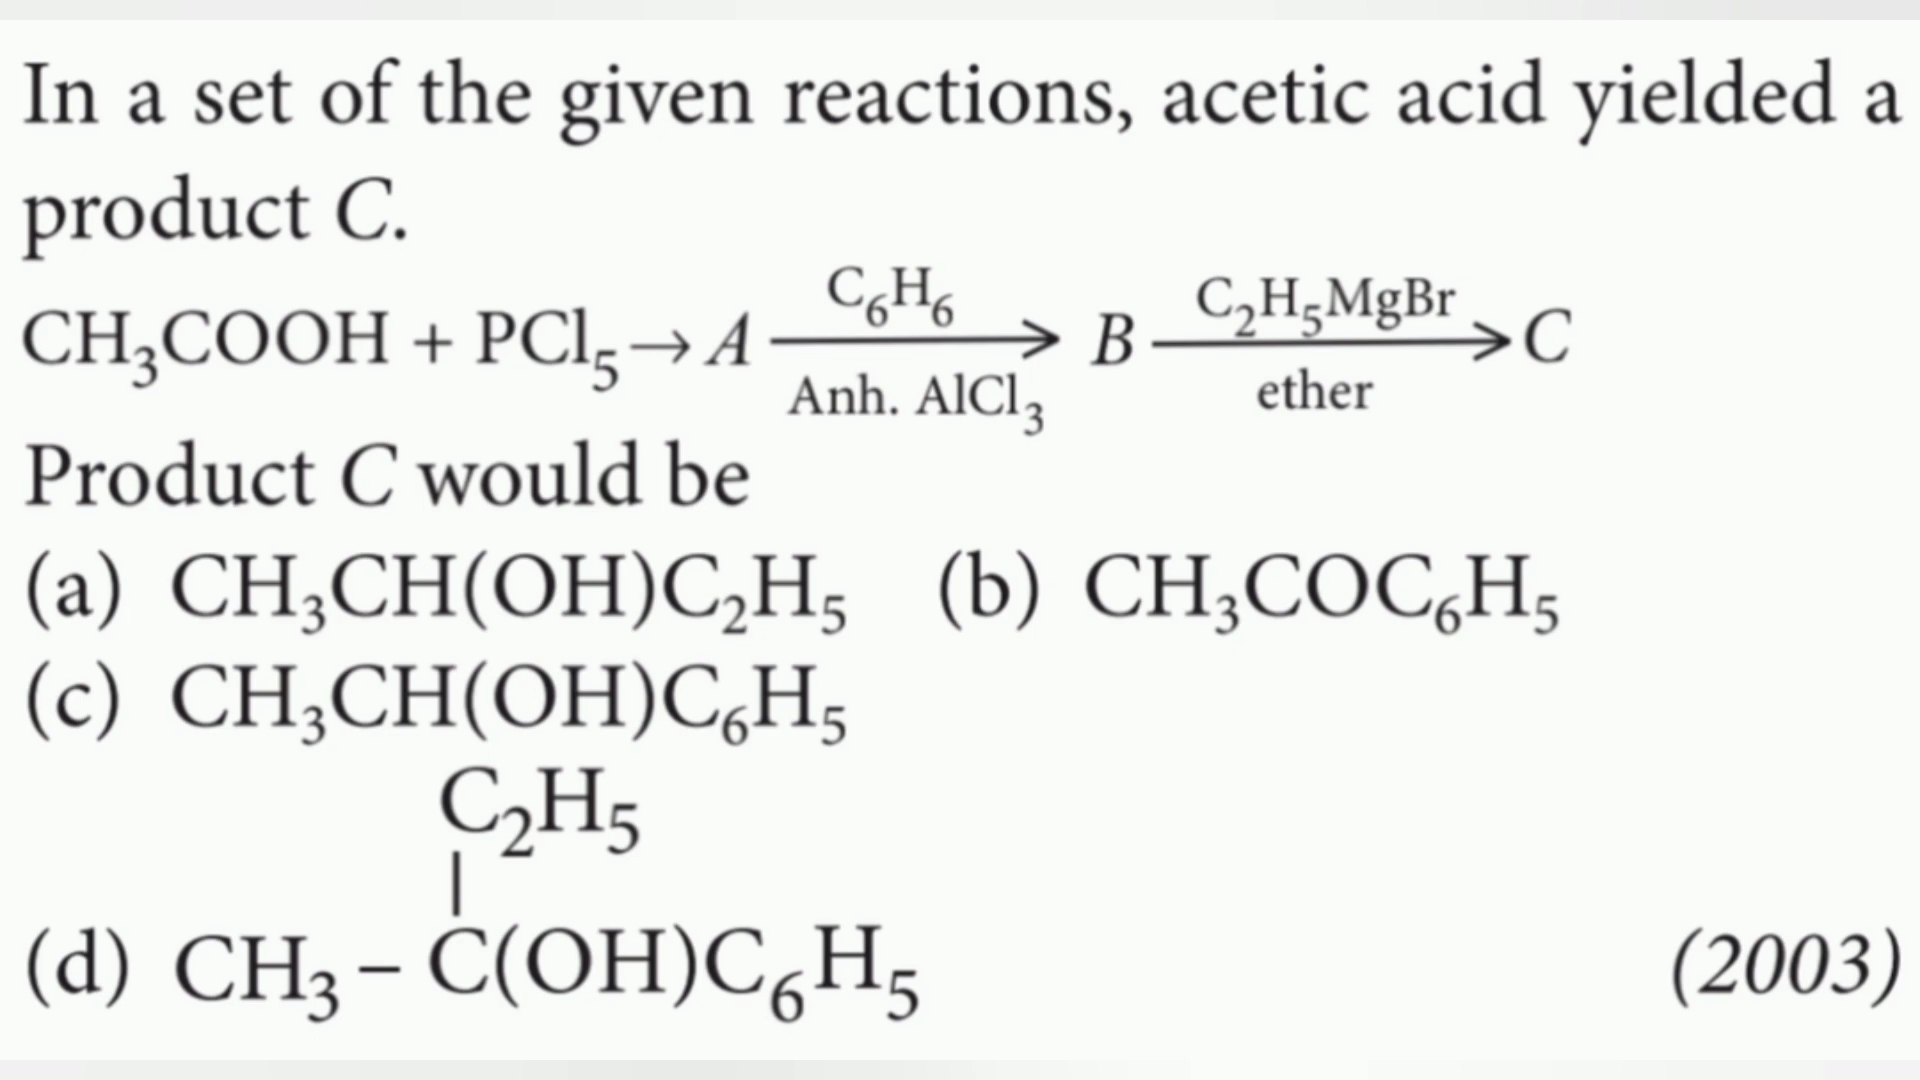 In a set of the given reactions, acetic acid yielded a
product C.
CH₃COOH + PCl₅ → A —C₆H₆/Anh. AlCl₃→ B —C₂H₅MgBr/ether→ C
Product C would be
(a) CH₃CH(OH)C₂H₅ (b) CH₃COC₆H₅
(c) CH₃CH(OH)C₆H₅
C₂H₅
|
(d) CH₃ – C(OH)C₆H₅ (2003)